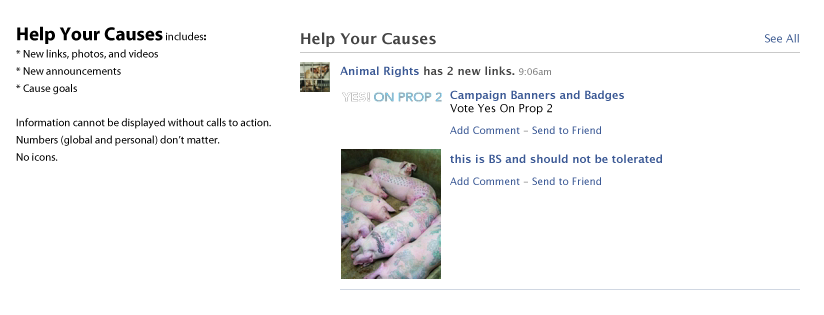 Help Your Causes includes:
* New links, photos, and videos
* New announcements
* Cause goals
Information cannot be displayed without calls to action.
Numbers (global and personal) don't matter.
No icons.
Help Your Causes
See All
Animal Rights has 2 new links. 9:06am
YES! ON PROP 2
Campaign Banners and Badges
Vote Yes On Prop 2
Add Comment – Send to Friend
this is BS and should not be tolerated
Add Comment – Send to Friend